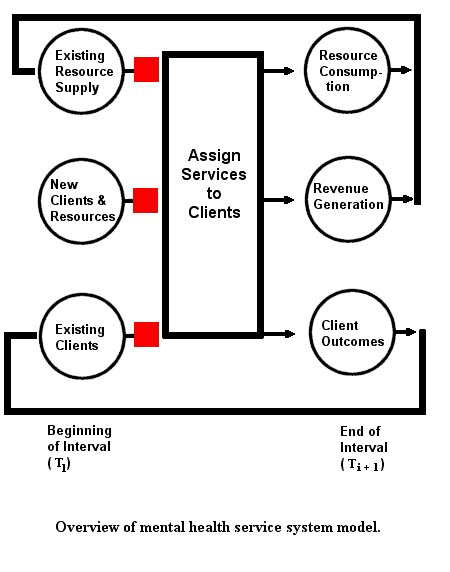 Existing
Resource
Supply
Resource
Consump-
tion
New
Clients &
Resources
Assign
Services
to
Clients
Revenue
Generation
Existing
Clients
Client
Outcomes
Beginning
of Interval
( Tl)
End of
Interval
( Ti + 1 )
Overview of mental health service system model.